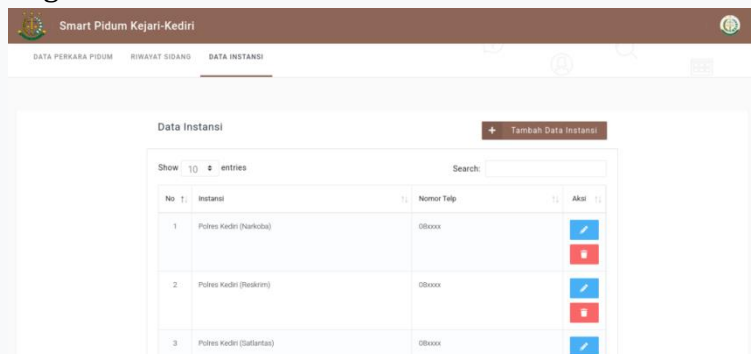 Smart Pidum Kejari-Kediri
DATA PERKARA PIDUM RIWAYAT SIDANG DATA INSTANSI
Data Instansi
+ Tambah Data Instansi
Show 10 entries Search:
No Instansi Nomor Telp Aksi
1 Polres Kediri (Narkoba) 08xxxx
2 Polres Kediri (Reskrim) 08xxxx
3 Polres Kediri (Satlantas) 08xxxx